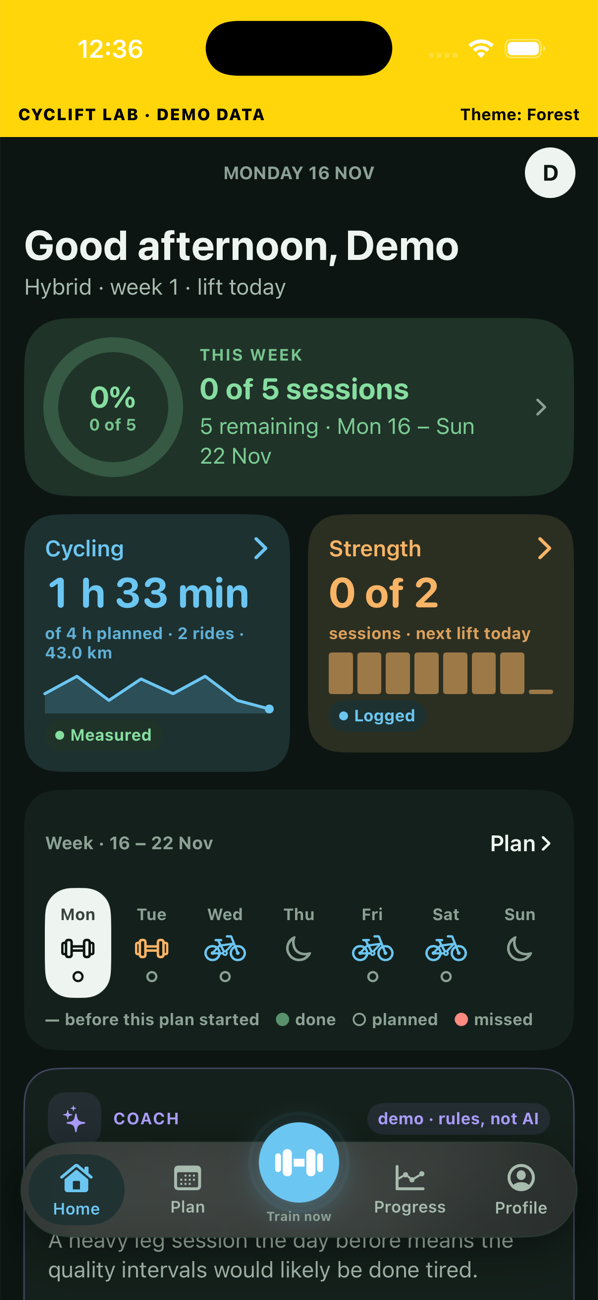 12:36
CYCLIFT LAB · DEMO DATA
Theme: Forest
MONDAY 16 NOV
D
Good afternoon, Demo
Hybrid · week 1 · lift today
0%
0 of 5
THIS WEEK
0 of 5 sessions
5 remaining · Mon 16 – Sun
22 Nov
Cycling
1 h 33 min
of 4 h planned · 2 rides ·
43.0 km
Measured
Strength
0 of 2
sessions · next lift today
Logged
Week · 16 – 22 Nov
Plan
Mon
Tue
Wed
Thu
Fri
Sat
Sun
— before this plan started
done
planned
missed
COACH
demo · rules, not AI
Home
Plan
Train now
Progress
Profile
A heavy leg session the day before means the
quality intervals would likely be done tired.